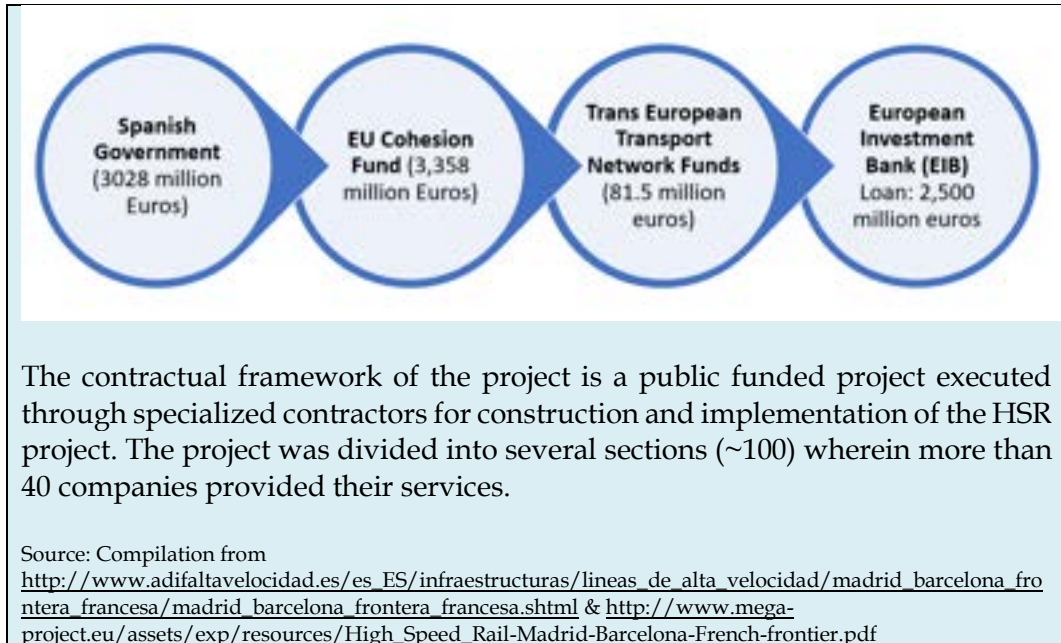 Spanish
Government
(3028 million
Euros)
EU Cohesion
Fund (3,358
million Euros)
Trans European
Transport
Network Funds
(81.5 million
euros)
European
Investment
Bank (EIB)
Loan: 2,500
million euros
The contractual framework of the project is a public funded project executed
through specialized contractors for construction and implementation of the HSR
project. The project was divided into several sections (~100) wherein more than
40 companies provided their services.
Source: Compilation from
http://www.adifaltavelocidad.es/es_ES/infraestructuras/lineas_de_alta_velocidad/madrid_barcelona_fro
ntera_francesa/madrid_barcelona_frontera_francesa.shtml & http://www.mega-
project.eu/assets/exp/resources/High_Speed_Rail-Madrid-Barcelona-French-frontier.pdf